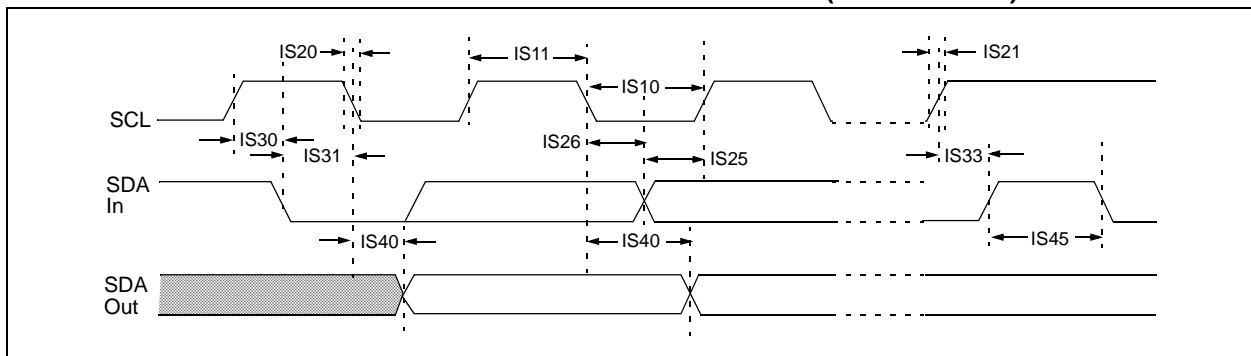 IS20
IS11
IS21
IS10
SCL
IS30
IS26
IS31
IS25
IS33
SDA
In
IS40
IS40
IS45
SDA
Out